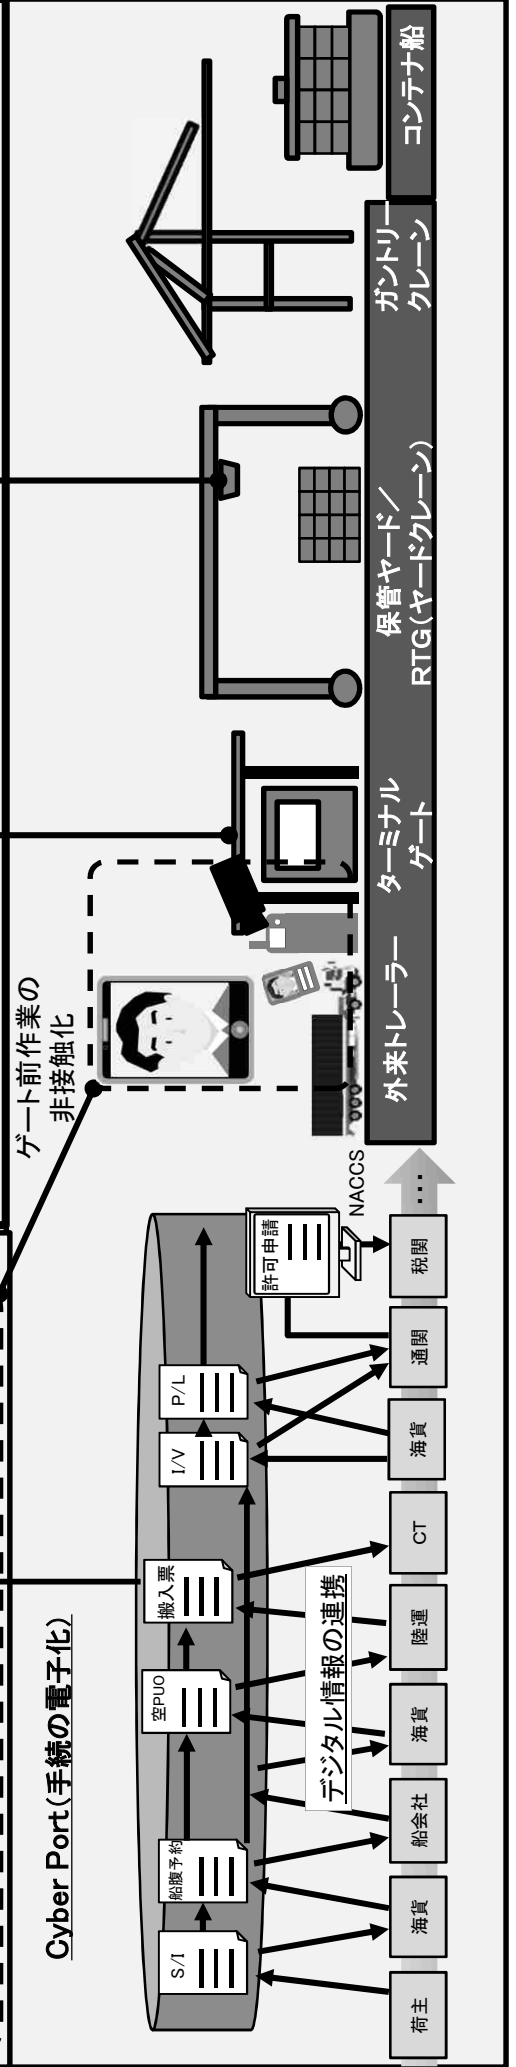 Cyber Port(手続の電子化)
S/I
船腹予約
空PUO
搬入票
I/V
P/L
許可申請
NACCS
デジタル情報の連携
荷主
海貨
船会社
海貨
陸運
CT
海貨
通関
税関
…
ゲート前作業の
非接触化
外来トレーラー
ターミナル
ゲート
保管ヤード/
RTG(ヤードクレーン)
ガントリー
クレーン
コンテナ船